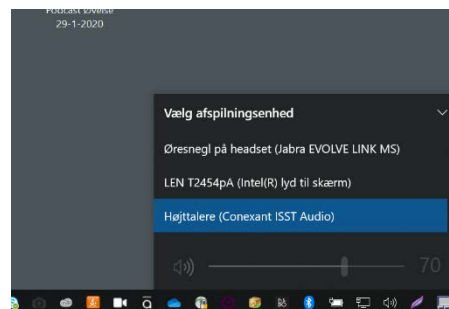 Podcast Øvelse
29-1-2020
Vælg afspilningsenhed
Øresnegl på headset (Jabra EVOLVE LINK MS)
LEN T2454pA (Intel(R) lyd til skærm)
Højttalere (Conexant ISST Audio)
70